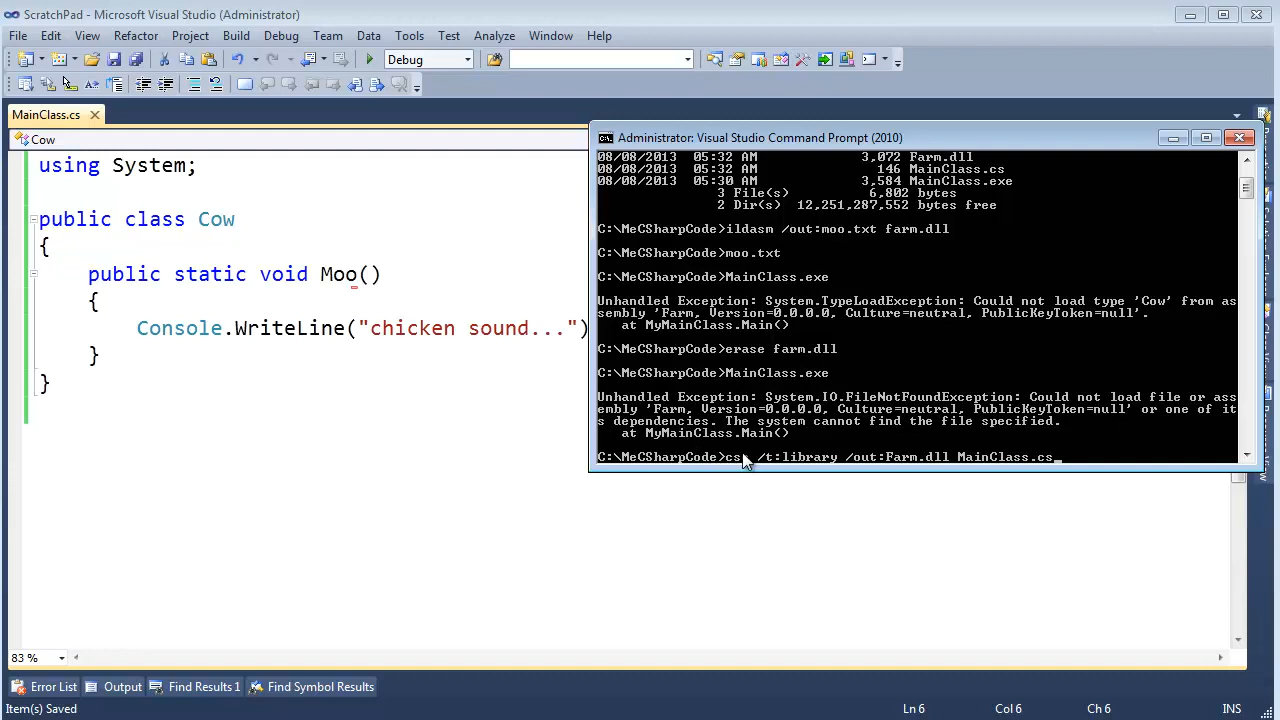 ScratchPad - Microsoft Visual Studio (Administrator)
File Edit View Refactor Project Build Debug Team Data Tools Test Analyze Window Help
Debug
MainClass.cs
Cow
using System;
public class Cow
{
public static void Moo()
{
Console.WriteLine("chicken sound...")
}
}
Administrator: Visual Studio Command Prompt (2010)
08/08/2013 05:32 AM 3,072 Farm.dll
08/08/2013 05:32 AM 146 MainClass.cs
08/08/2013 05:30 AM 3,584 MainClass.exe
3 File(s) 6,802 bytes
2 Dir(s) 12,251,287,552 bytes free
C:\MeCSharpCode>ildasm /out:moo.txt farm.dll
C:\MeCSharpCode>moo.txt
C:\MeCSharpCode>MainClass.exe
Unhandled Exception: System.TypeLoadException: Could not load type 'Cow' from as
sembly 'Farm, Version=0.0.0.0, Culture=neutral, PublicKeyToken=null'.
at MyMainClass.Main()
C:\MeCSharpCode>erase farm.dll
C:\MeCSharpCode>MainClass.exe
Unhandled Exception: System.IO.FileNotFoundException: Could not load file or ass
embly 'Farm, Version=0.0.0.0, Culture=neutral, PublicKeyToken=null' or one of it
s dependencies. The system cannot find the file specified.
at MyMainClass.Main()
C:\MeCSharpCode>cs /t:library /out:Farm.dll MainClass.cs_
83 %
Error List Output Find Results 1 Find Symbol Results
Item(s) Saved Ln 6 Col 6 Ch 6 INS